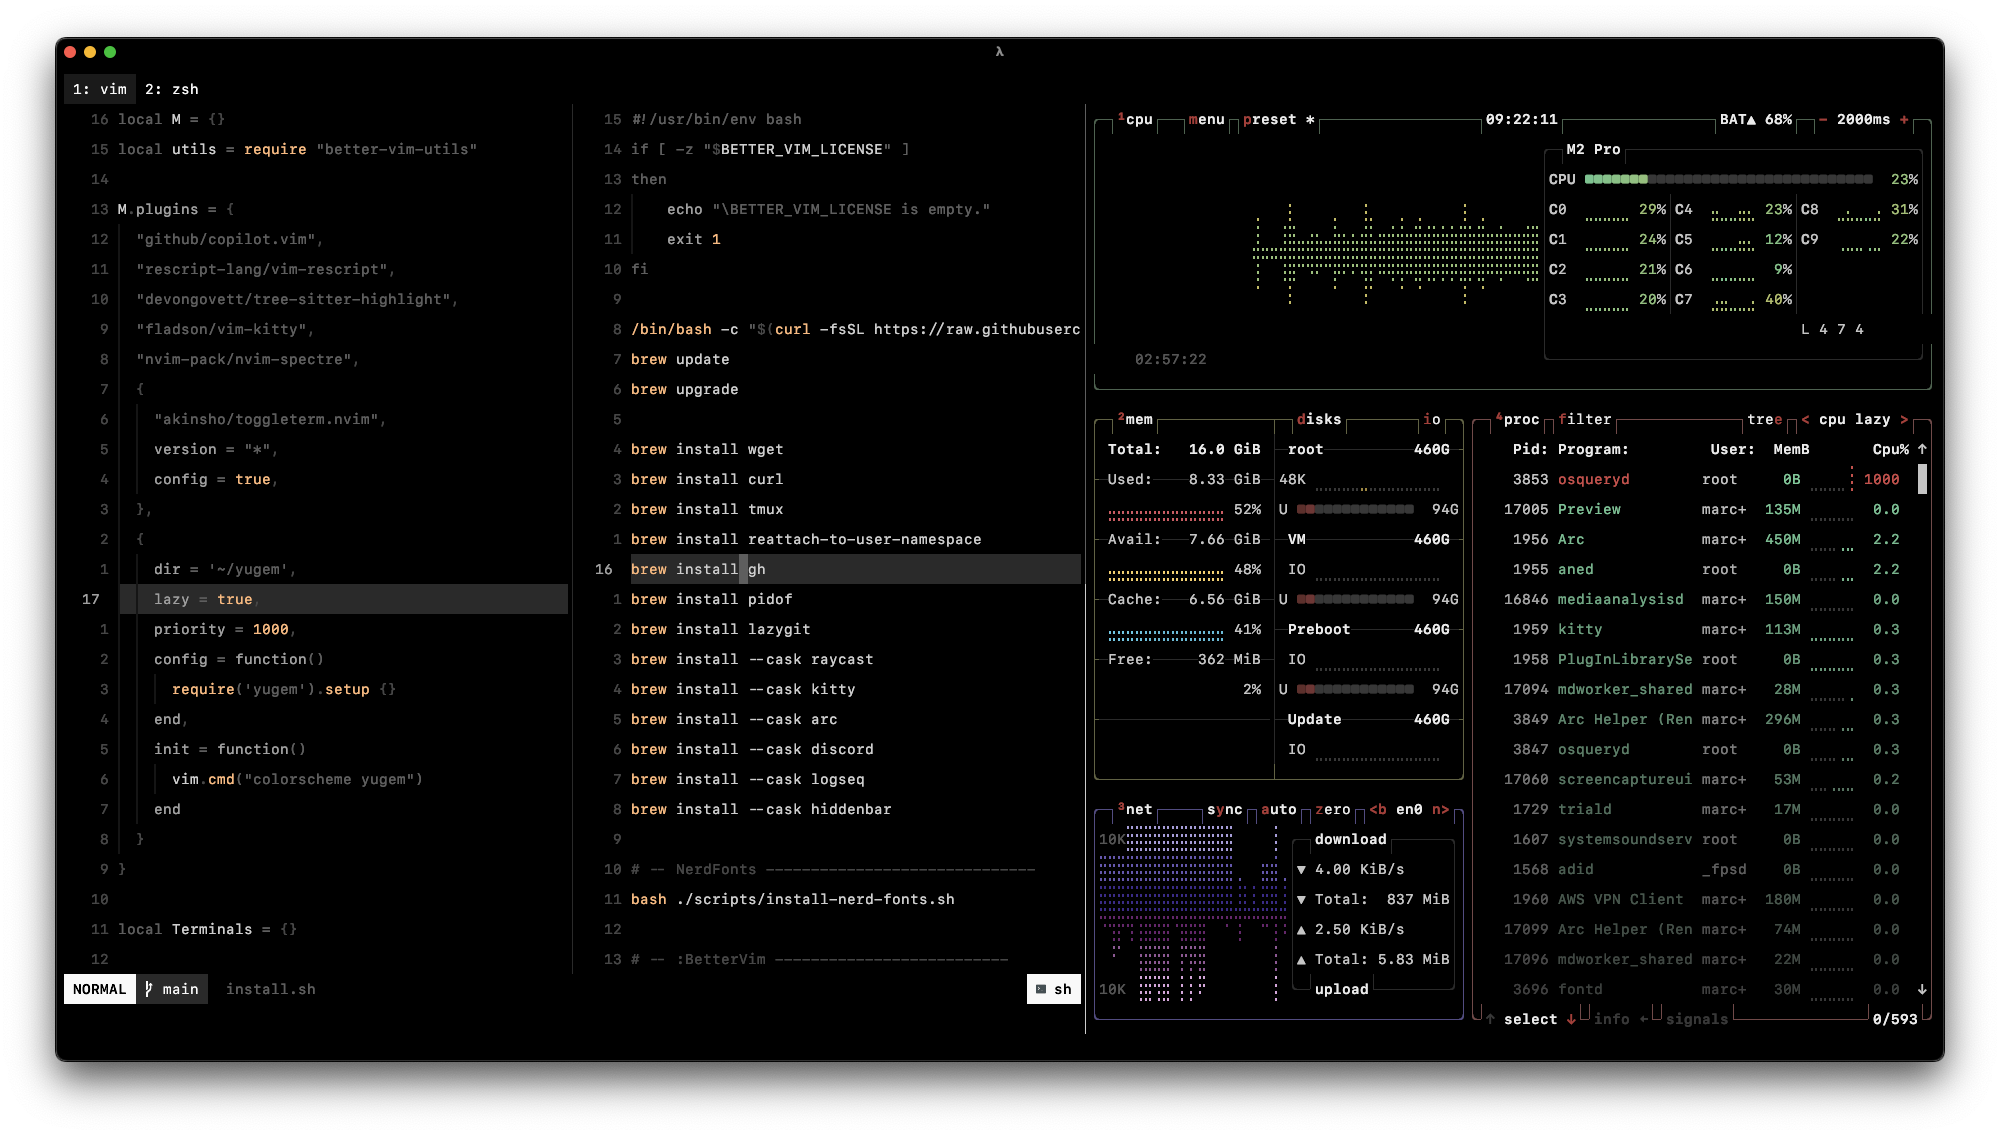 λ
1: vim  2: zsh
16 local M = {}
15 local utils = require "better-vim-utils"
14
13 M.plugins = {
12 "github/copilot.vim",
11 "rescript-lang/vim-rescript",
10 "devongovett/tree-sitter-highlight",
9 "fladson/vim-kitty",
8 "nvim-pack/nvim-spectre",
7 {
6 "akinsho/toggleterm.nvim",
5 version = "*",
4 config = true,
3 },
2 {
1 dir = '~/yugem',
17 lazy = true,
1 priority = 1000,
2 config = function()
3 require('yugem').setup {}
4 end,
5 init = function()
6 vim.cmd("colorscheme yugem")
7 end
8 }
9 }
10
11 local Terminals = {}
12
15 #!/usr/bin/env bash
14 if [ -z "$BETTER_VIM_LICENSE" ]
13 then
12 echo "\BETTER_VIM_LICENSE is empty."
11 exit 1
10 fi
9
8 /bin/bash -c "$(curl -fsSL https://raw.githubuserc
7 brew update
6 brew upgrade
5
4 brew install wget
3 brew install curl
2 brew install tmux
1 brew install reattach-to-user-namespace
16 brew install gh
1 brew install pidof
2 brew install lazygit
3 brew install --cask raycast
4 brew install --cask kitty
5 brew install --cask arc
6 brew install --cask discord
7 brew install --cask logseq
8 brew install --cask hiddenbar
9
10 # -- NerdFonts ------------------------------
11 bash ./scripts/install-nerd-fonts.sh
12
13 # -- :BetterVim --------------------------
NORMAL main install.sh sh
¹cpu menu preset * 09:22:11 BAT▲ 68% - 2000ms +
M2 Pro
CPU 23%
C0 29% C4 23% C8 31%
C1 24% C5 12% C9 22%
C2 21% C6 9%
C3 20% C7 40%
L 4 7 4
02:57:22
²mem disks io
Total: 16.0 GiB
Used: 8.33 GiB
52%
Avail: 7.66 GiB
48%
Cache: 6.56 GiB
41%
Free: 362 MiB
2%
root 460G
48K
U 94G
VM 460G
IO
U 94G
Preboot 460G
IO
U 94G
Update 460G
IO
³net sync auto zero <b en0 n>
10K
10K
download
▼ 4.00 KiB/s
▼ Total: 837 MiB
▲ 2.50 KiB/s
▲ Total: 5.83 MiB
upload
⁴proc filter tree < cpu lazy >
Pid: Program: User: MemB Cpu% ↑
3853 osqueryd root 0B 1000
17005 Preview marc+ 135M 0.0
1956 Arc marc+ 450M 2.2
1955 aned root 0B 2.2
16846 mediaanalysisd marc+ 150M 0.0
1959 kitty marc+ 113M 0.3
1958 PlugInLibrarySe root 0B 0.3
17094 mdworker_shared marc+ 28M 0.3
3849 Arc Helper (Ren marc+ 296M 0.3
3847 osqueryd root 0B 0.3
17060 screencaptureui marc+ 53M 0.2
1729 triald marc+ 17M 0.0
1607 systemsoundserv root 0B 0.0
1568 adid _fpsd 0B 0.0
1960 AWS VPN Client marc+ 180M 0.0
17099 Arc Helper (Ren marc+ 74M 0.0
17096 mdworker_shared marc+ 22M 0.0
3696 fontd marc+ 30M 0.0 ↓
↑ select ↓ info ← signals 0/593